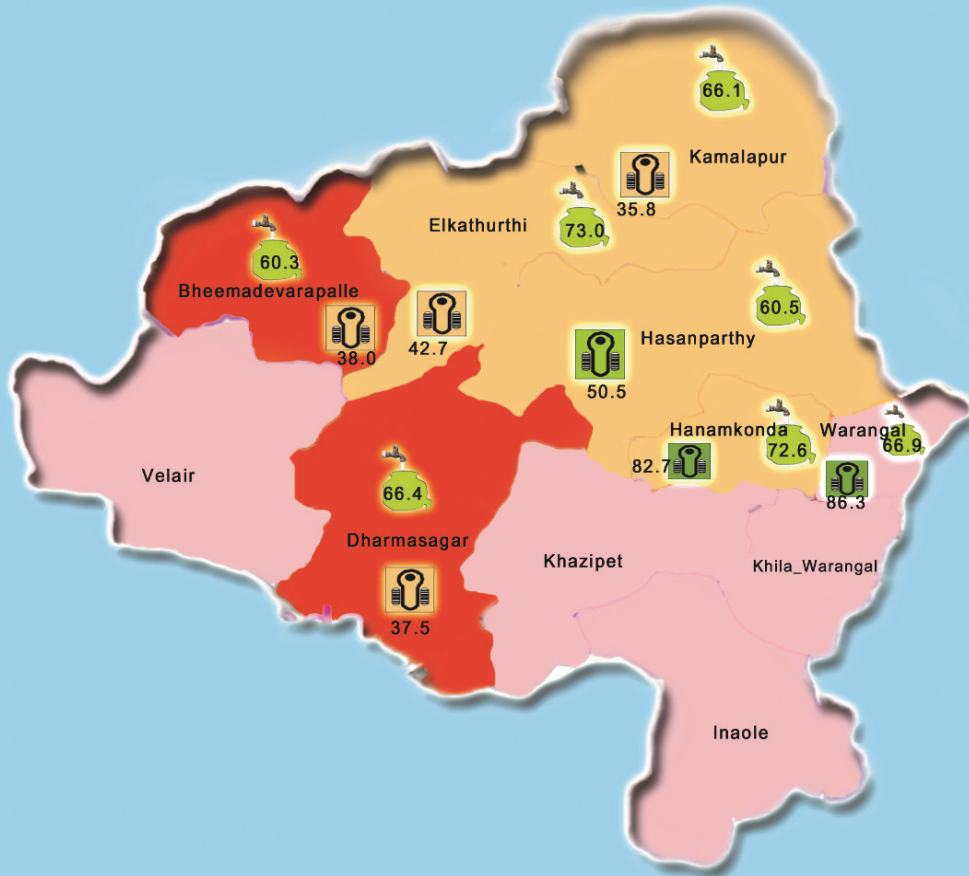 66.1
Kamalapur
35.8
Elkathurthi
73.0
60.3
Bheemadevarapalle
38.0
42.7
60.5
Hasanparthy
50.5
Hanamkonda
72.6
82.7
Warangal
66.9
86.3
Velair
66.4
Dharmasagar
37.5
Khazipet
Khila_Warangal
Inaole